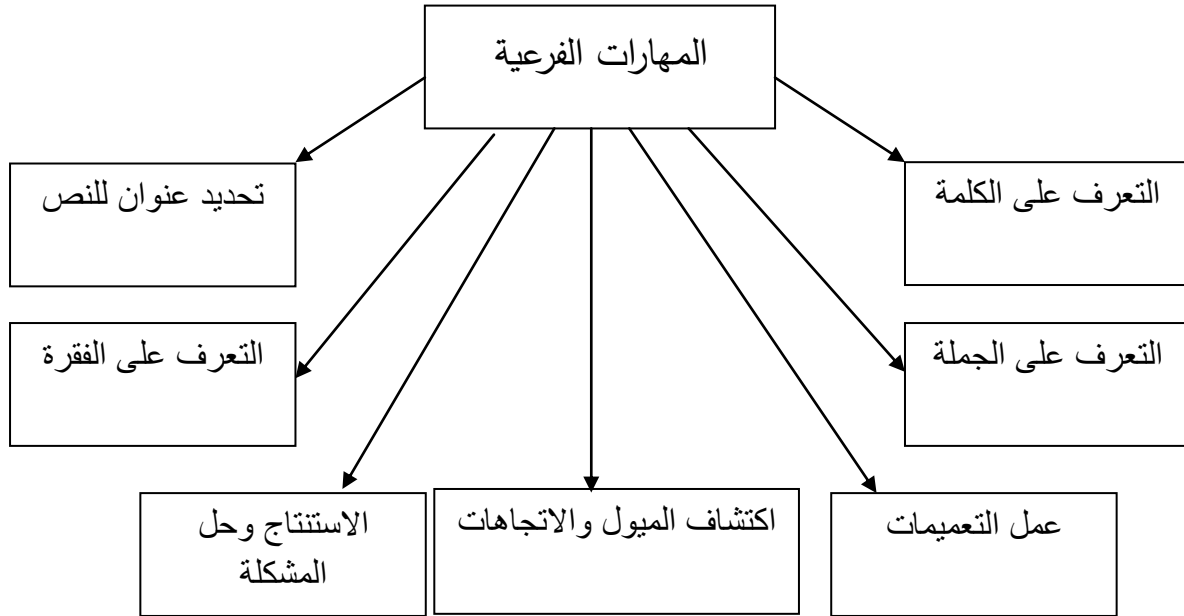 المهارات الفرعية
التعرف على الكلمة
تحديد عنوان للنص
التعرف على الجملة
التعرف على الفقرة
عمل التعميمات
اكتشاف الميول والاتجاهات
الاستنتاج وحل
المشكلة